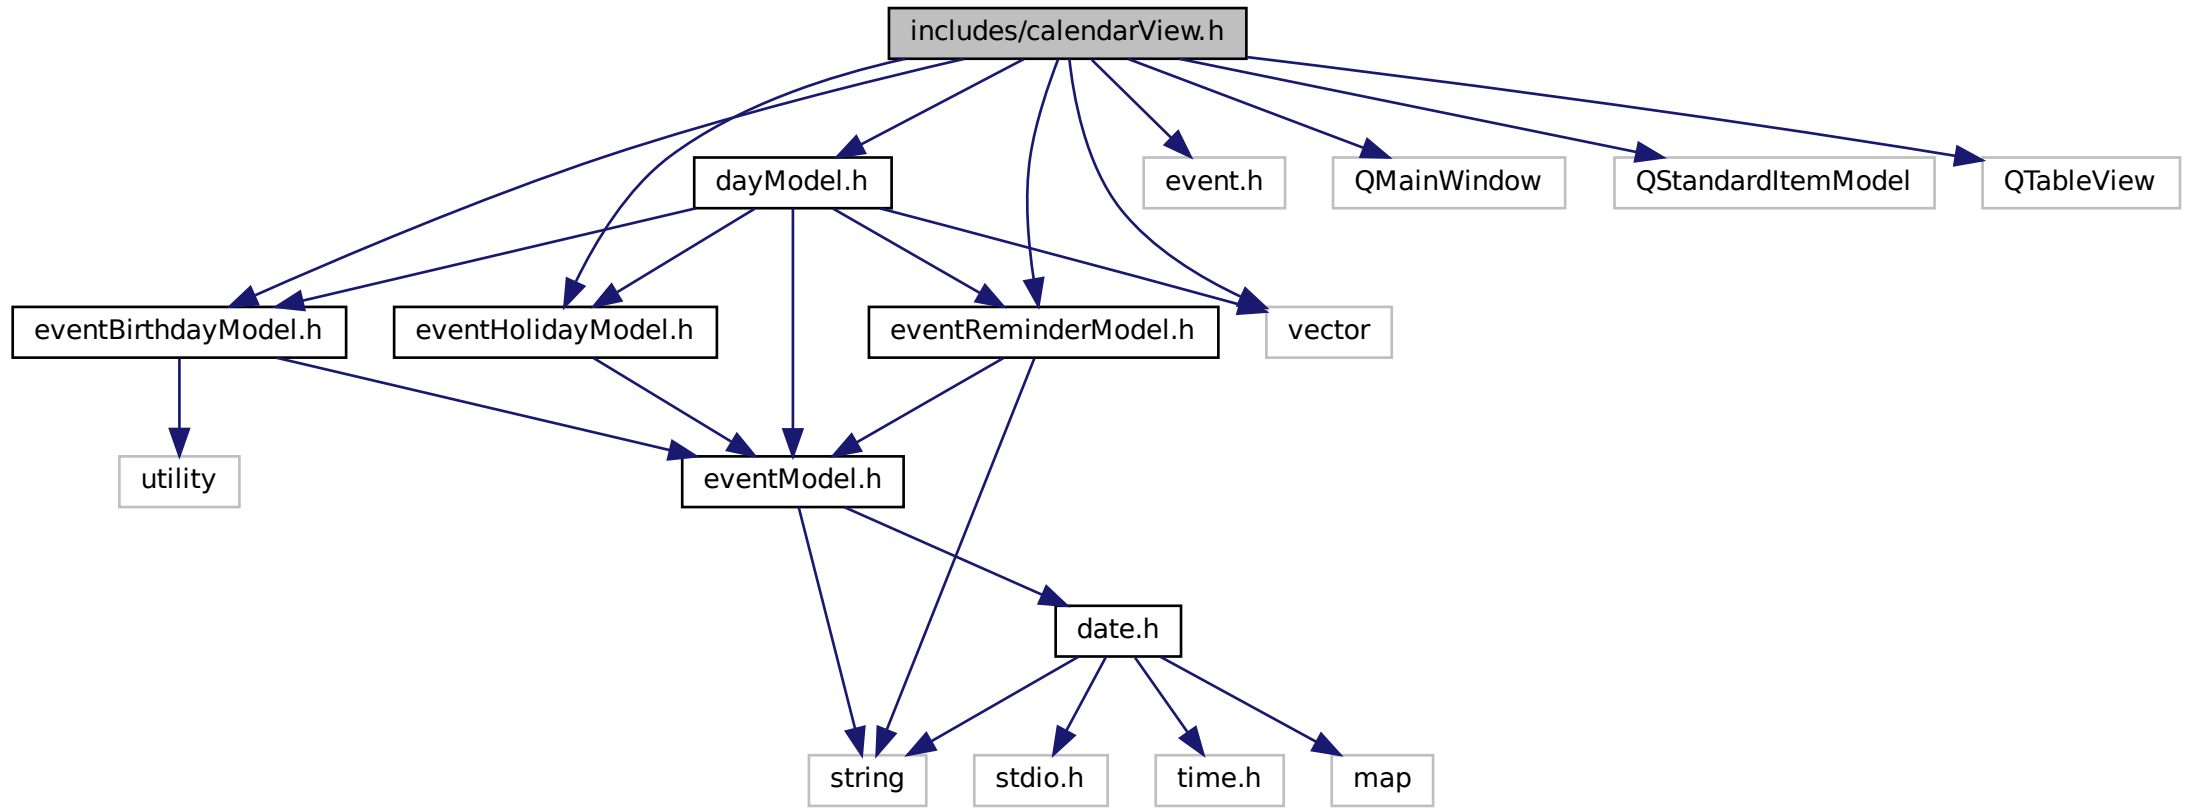 includes/calendarView.h
dayModel.h
event.h
QMainWindow
QStandardItemModel
QTableView
eventBirthdayModel.h
eventHolidayModel.h
eventReminderModel.h
vector
utility
eventModel.h
date.h
string
stdio.h
time.h
map